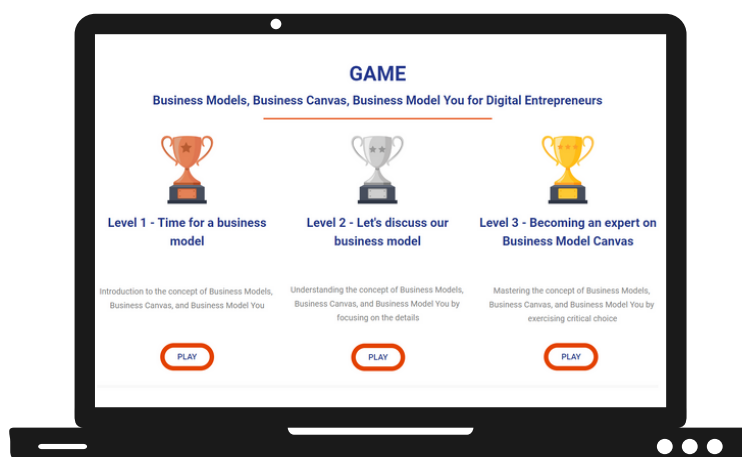 GAME
Business Models, Business Canvas, Business Model You for Digital Entrepreneurs
Level 1 - Time for a business
model
Introduction to the concept of Business Models,
Business Canvas, and Business Model You
PLAY
Level 2 - Let's discuss our
business model
Understanding the concept of Business Models,
Business Canvas, and Business Model You by
focusing on the details
PLAY
Level 3 - Becoming an expert on
Business Model Canvas
Mastering the concept of Business Models,
Business Canvas, and Business Model You by
exercising critical choice
PLAY